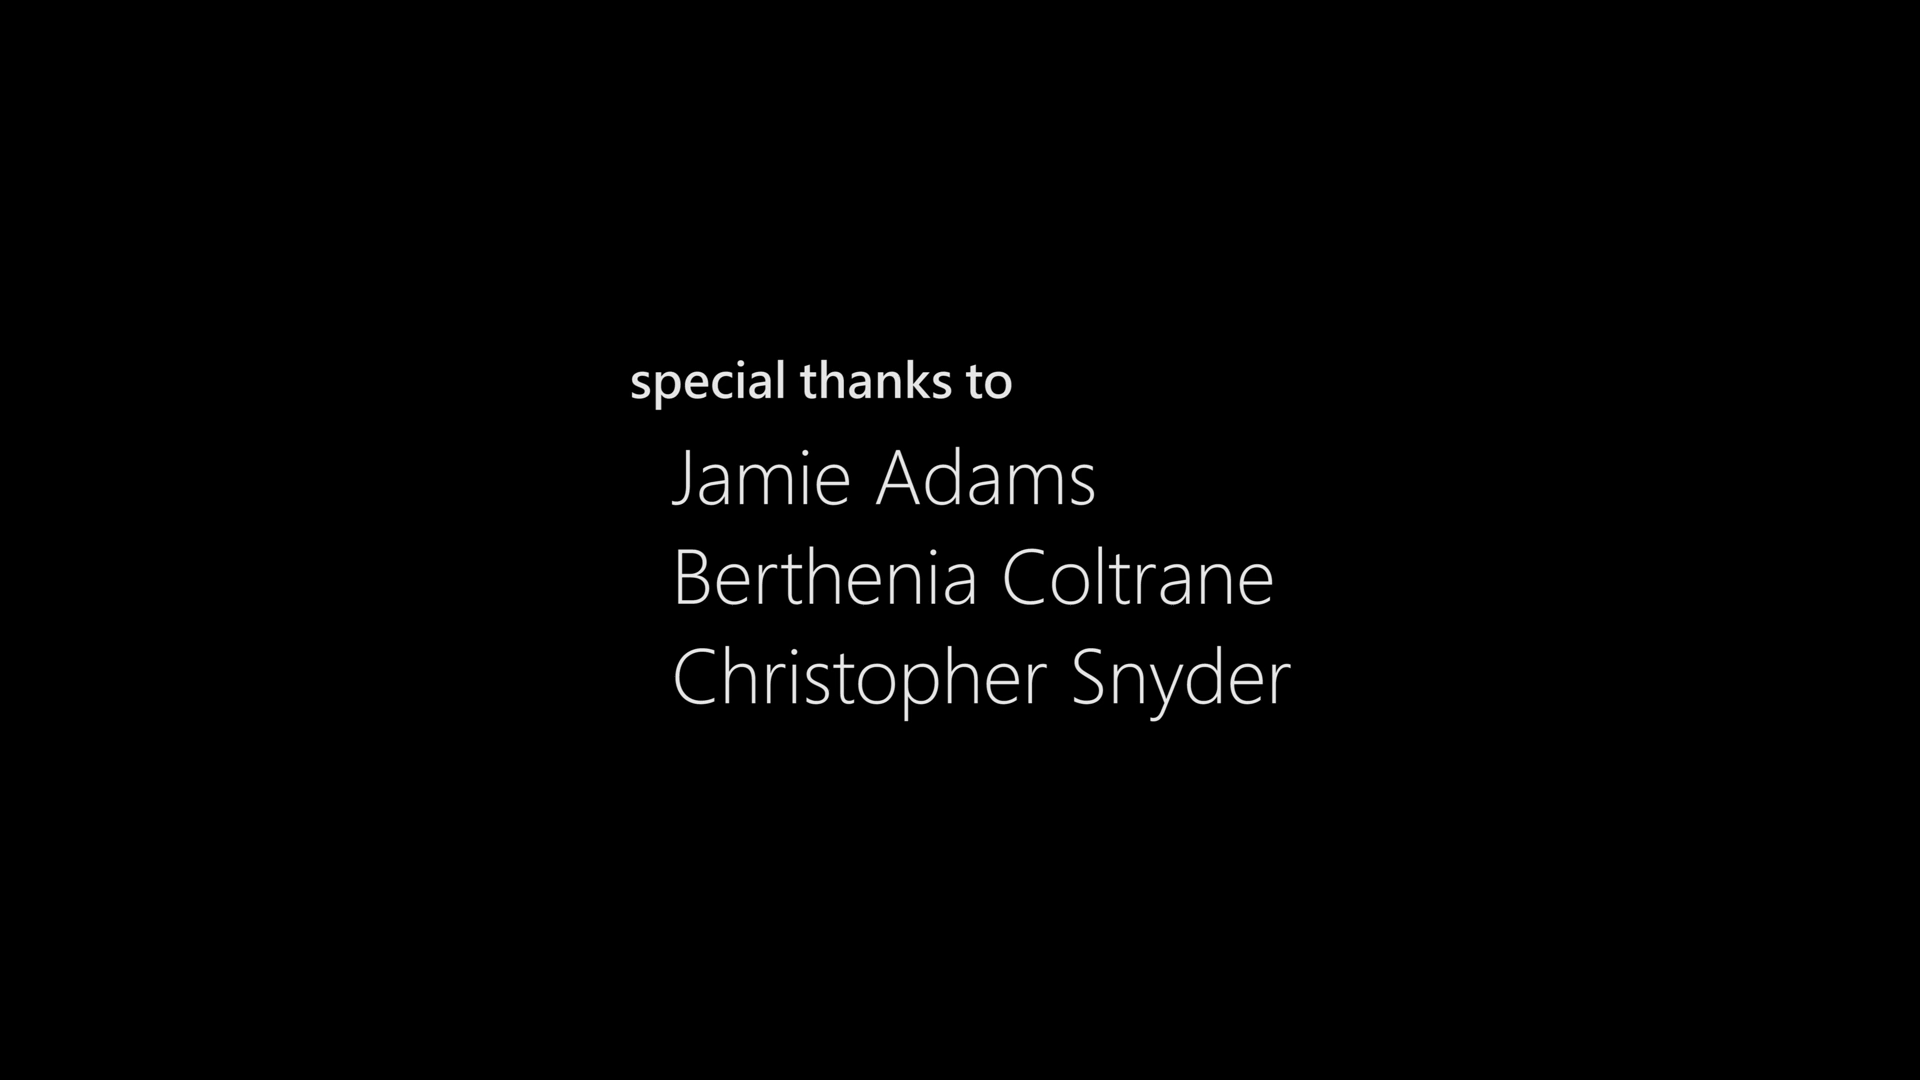 special thanks to
Jamie Adams
Berthenia Coltrane
Christopher Snyder